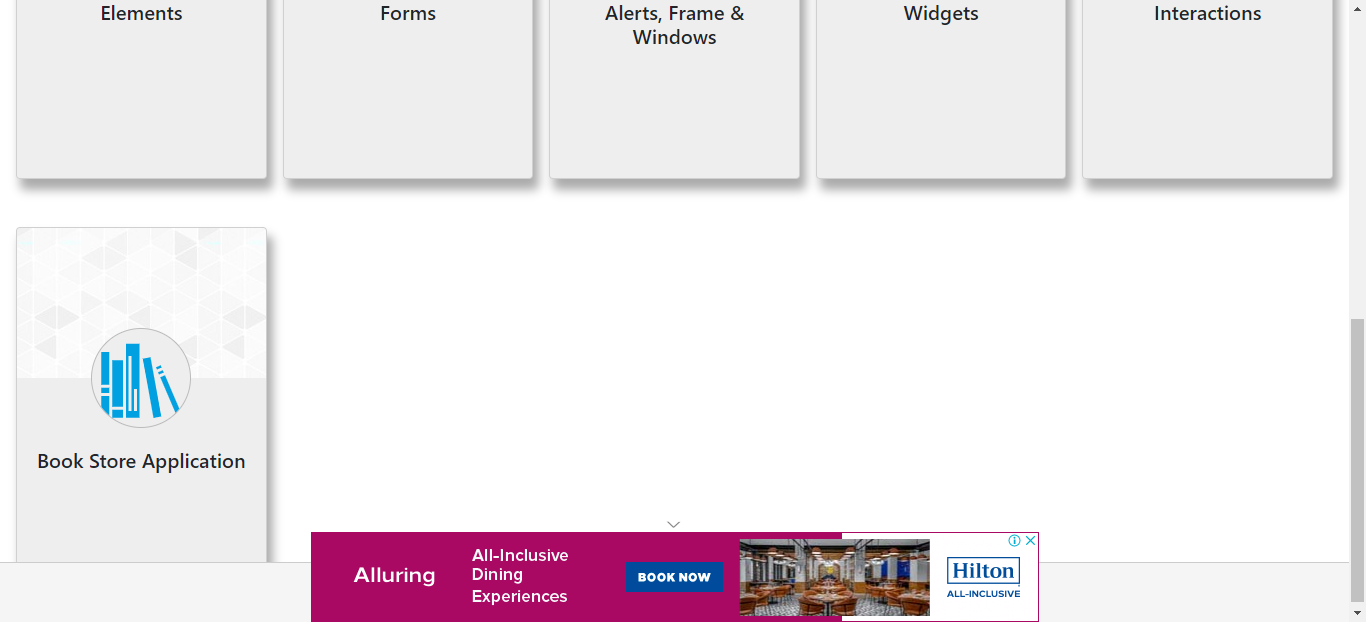 Elements
Forms
Alerts, Frame &
Windows
Widgets
Interactions
Book Store Application
Alluring
All-Inclusive
Dining
Experiences
BOOK NOW
Hilton
ALL-INCLUSIVE